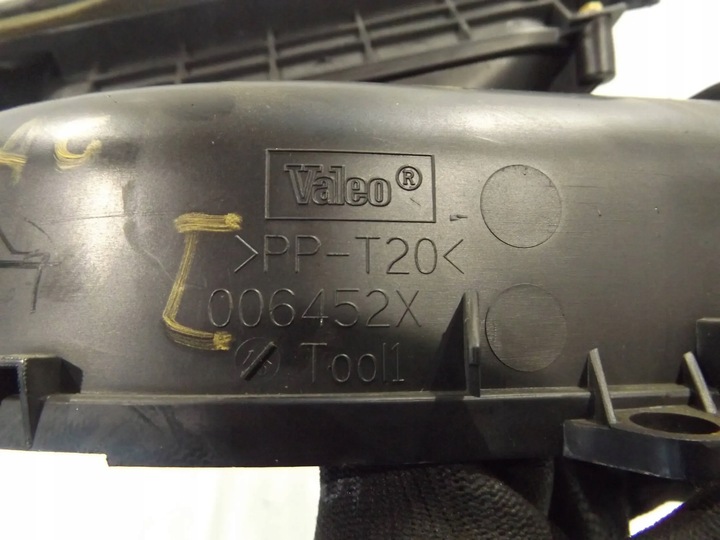 Valeo®
>PP-T20<
006452X
Tool1